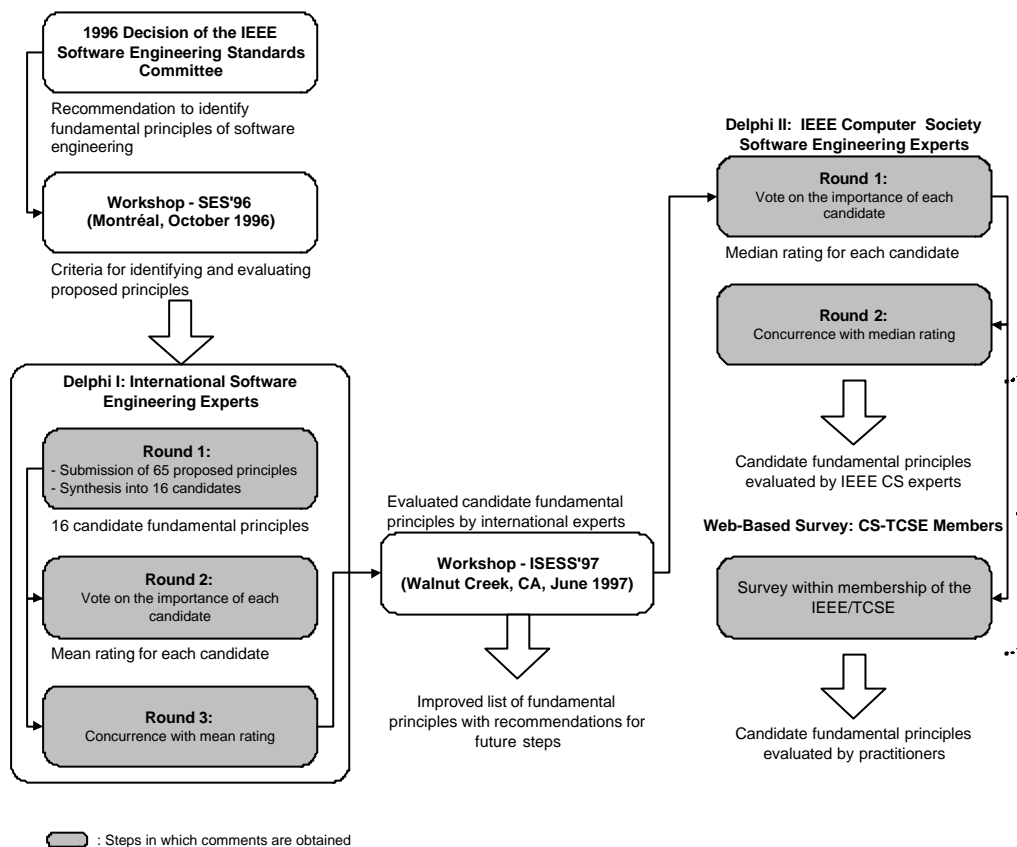 1996 Decision of the IEEE
Software Engineering Standards
Committee
Recommendation to identify
fundamental principles of software
engineering
Workshop - SES'96
(Montréal, October 1996)
Criteria for identifying and evaluating
proposed principles
Delphi I: International Software
Engineering Experts
Round 1:
- Submission of 65 proposed principles
- Synthesis into 16 candidates
16 candidate fundamental principles
Round 2:
Vote on the importance of each
candidate
Mean rating for each candidate
Round 3:
Concurrence with mean rating
Evaluated candidate fundamental
principles by international experts
Workshop - ISESS'97
(Walnut Creek, CA, June 1997)
Improved list of fundamental
principles with recommendations for
future steps
Delphi II: IEEE Computer Society
Software Engineering Experts
Round 1:
Vote on the importance of each
candidate
Median rating for each candidate
Round 2:
Concurrence with median rating
Candidate fundamental principles
evaluated by IEEE CS experts
Web-Based Survey: CS-TCSE Members
Survey within membership of the
IEEE/TCSE
Candidate fundamental principles
evaluated by practitioners
: Steps in which comments are obtained